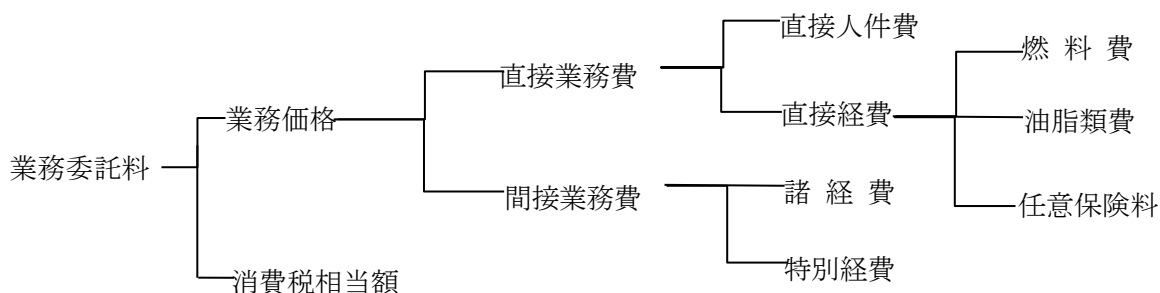 業務委託料
業務価格
消費税相当額
直接業務費
間接業務費
直接人件費
直接経費
諸 経 費
特別経費
燃 料 費
油脂類費
任意保険料